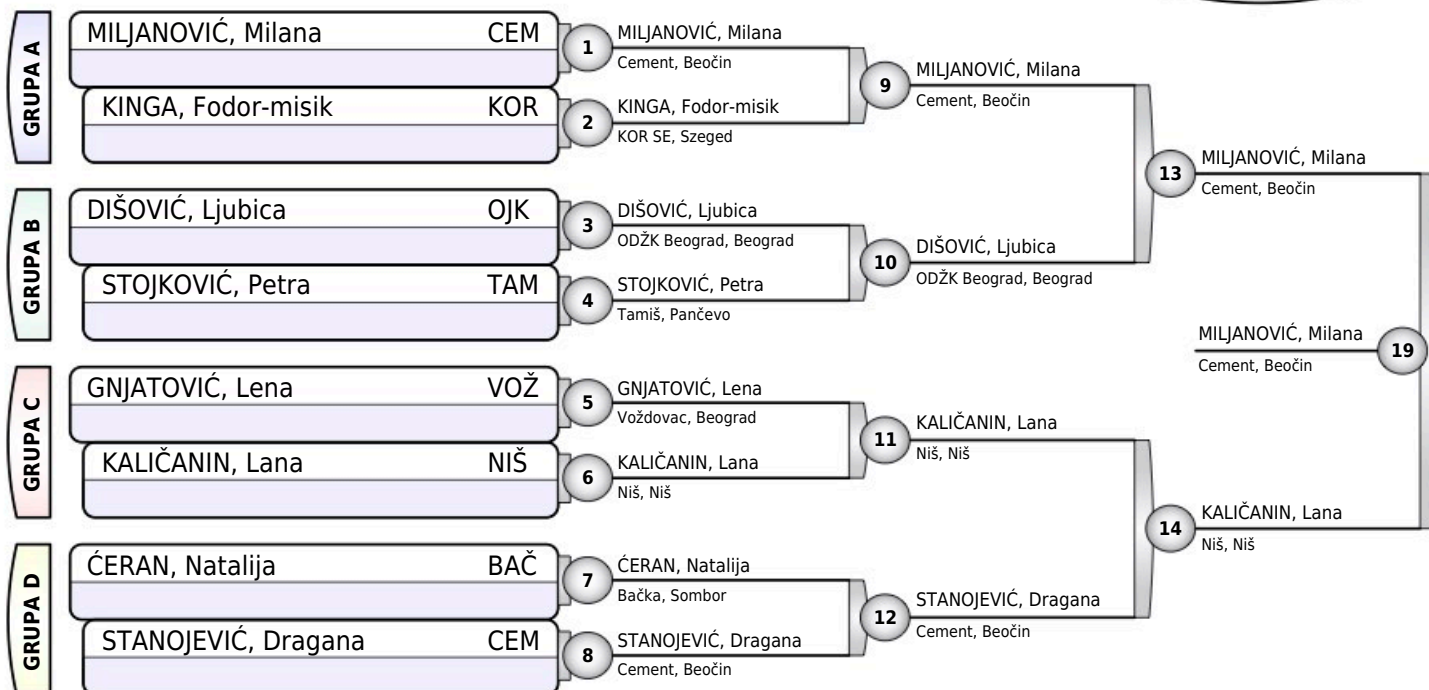 GRUPA A
MILJANOVIĆ, Milana CEM
KINGA, Fodor-misik KOR
GRUPA B
DIŠOVIĆ, Ljubica OJK
STOJKOVIĆ, Petra TAM
GRUPA C
GNJATOVIĆ, Lena VOŽ
KALIČANIN, Lana NIŠ
GRUPA D
ĆERAN, Natalija BAČ
STANOJEVIĆ, Dragana CEM
1 MILJANOVIĆ, Milana
Cement, Beočin
2 KINGA, Fodor-misik
KOR SE, Szeged
3 DIŠOVIĆ, Ljubica
ODŽK Beograd, Beograd
4 STOJKOVIĆ, Petra
Tamiš, Pančevo
5 GNJATOVIĆ, Lena
Voždovac, Beograd
6 KALIČANIN, Lana
Niš, Niš
7 ĆERAN, Natalija
Bačka, Sombor
8 STANOJEVIĆ, Dragana
Cement, Beočin
9 MILJANOVIĆ, Milana
Cement, Beočin
10 DIŠOVIĆ, Ljubica
ODŽK Beograd, Beograd
11 KALIČANIN, Lana
Niš, Niš
12 STANOJEVIĆ, Dragana
Cement, Beočin
13 MILJANOVIĆ, Milana
Cement, Beočin
14 KALIČANIN, Lana
Niš, Niš
MILJANOVIĆ, Milana 19
Cement, Beočin